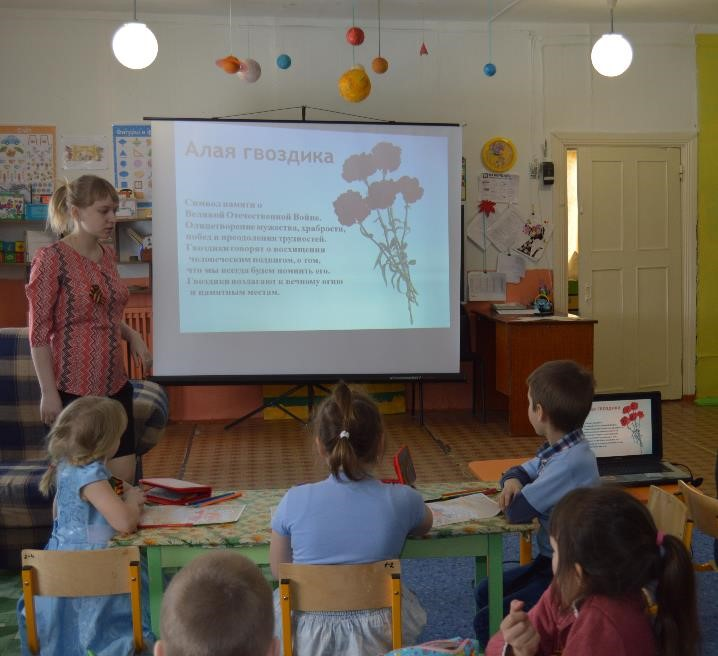 Алая гвоздика
Символ памяти о
Великой Отечественной Войне.
Олицетворение мужества, храбрости,
побед и преодоления трудностей.
Гвоздики говорят о восхищении
человеческим подвигом, о том,
что мы всегда будем помнить его.
Гвоздики возлагают к вечному огню
и памятным местам.